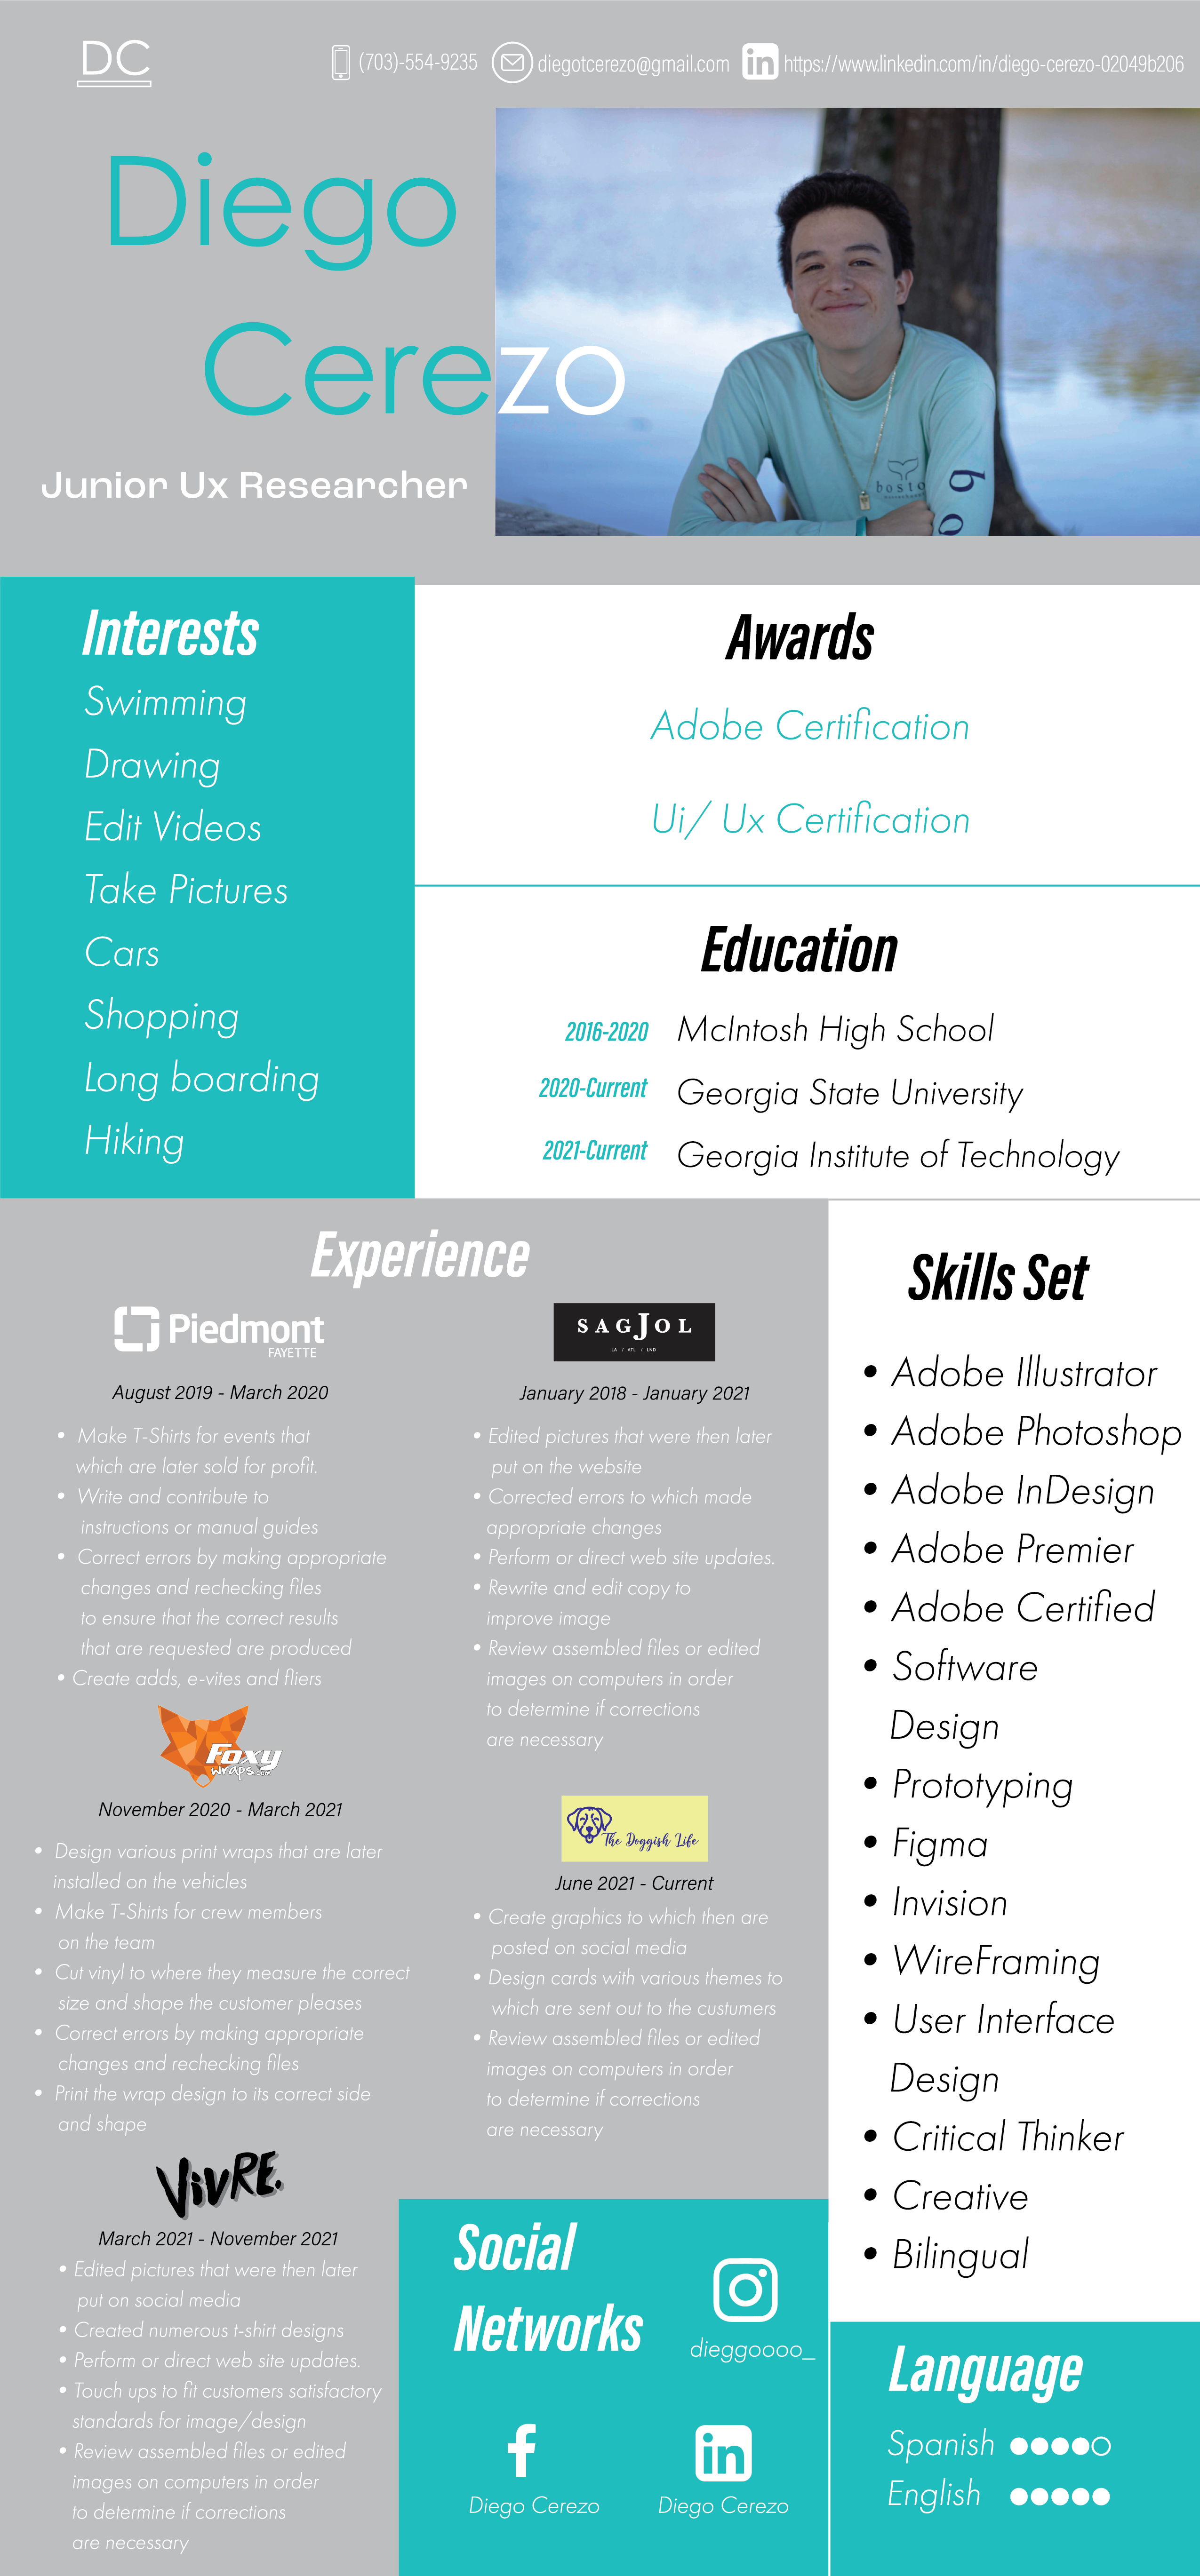 DC
(703)-554-9235
diegotcerezo@gmail.com
https://www.linkedin.com/in/diego-cerezo-02049b206
Diego
Cerezo
Junior Ux Researcher
bosto
bo
Interests
Swimming
Drawing
Edit Videos
Take Pictures
Cars
Shopping
Long boarding
Hiking
Awards
Adobe Certification
Ui/ Ux Certification
Education
2016-2020 McIntosh High School
2020-Current Georgia State University
2021-Current Georgia Institute of Technology
Experience
Piedmont
FAYETTE
August 2019 - March 2020
• Make T-Shirts for events that
which are later sold for profit.
• Write and contribute to
instructions or manual guides
• Correct errors by making appropriate
changes and rechecking files
to ensure that the correct results
that are requested are produced
• Create adds, e-vites and fliers
Foxy
wraps.com
November 2020 - March 2021
• Design various print wraps that are later
installed on the vehicles
• Make T-Shirts for crew members
on the team
• Cut vinyl to where they measure the correct
size and shape the customer pleases
• Correct errors by making appropriate
changes and rechecking files
• Print the wrap design to its correct side
and shape
ViVRE.
March 2021 - November 2021
• Edited pictures that were then later
put on social media
• Created numerous t-shirt designs
• Perform or direct web site updates.
• Touch ups to fit customers satisfactory
standards for image/design
• Review assembled files or edited
images on computers in order
to determine if corrections
are necessary
SAGJOL
LA / ATL / LND
January 2018 - January 2021
• Edited pictures that were then later
put on the website
• Corrected errors to which made
appropriate changes
• Perform or direct web site updates.
• Rewrite and edit copy to
improve image
• Review assembled files or edited
images on computers in order
to determine if corrections
are necessary
The Doggish Life
June 2021 - Current
• Create graphics to which then are
posted on social media
• Design cards with various themes to
which are sent out to the custumers
• Review assembled files or edited
images on computers in order
to determine if corrections
are necessary
Social
Networks
dieggoooo_
Diego Cerezo
Diego Cerezo
Skills Set
• Adobe Illustrator
• Adobe Photoshop
• Adobe InDesign
• Adobe Premier
• Adobe Certified
• Software
Design
• Prototyping
• Figma
• Invision
• WireFraming
• User Interface
Design
• Critical Thinker
• Creative
• Bilingual
Language
Spanish
English